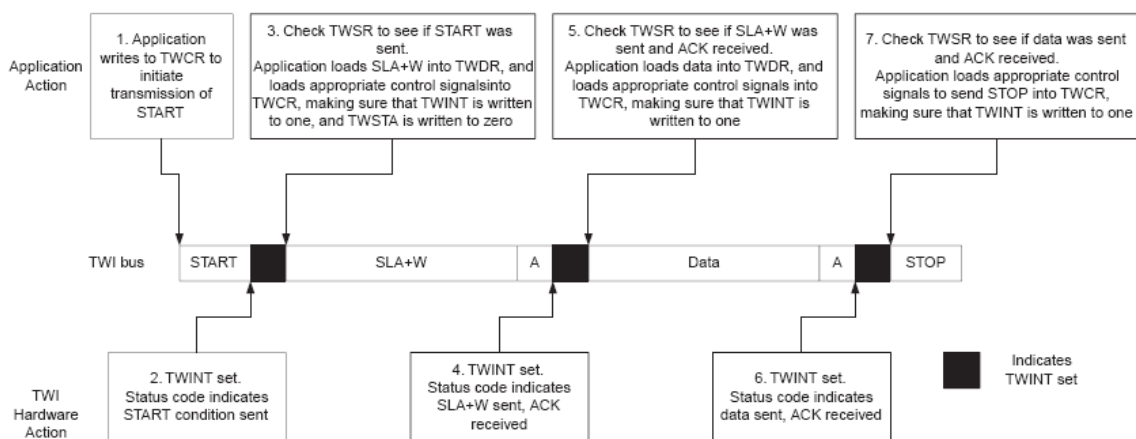 Application
Action
1. Application
writes to TWCR to
initiate
transmission of
START
3. Check TWSR to see if START was
sent.
Application loads SLA+W into TWDR, and
loads appropriate control signalsinto
TWCR, making sure that TWINT is written
to one, and TWSTA is written to zero
5. Check TWSR to see if SLA+W was
sent and ACK received.
Application loads data into TWDR, and
loads appropriate control signals into
TWCR, making sure that TWINT is
written to one
7. Check TWSR to see if data was sent
and ACK received.
Application loads appropriate control
signals to send STOP into TWCR,
making sure that TWINT is written to one
TWI bus
START
SLA+W
A
Data
A
STOP
TWI
Hardware
Action
2. TWINT set.
Status code indicates
START condition sent
4. TWINT set.
Status code indicates
SLA+W sent, ACK
received
6. TWINT set.
Status code indicates
data sent, ACK received
Indicates
TWINT set